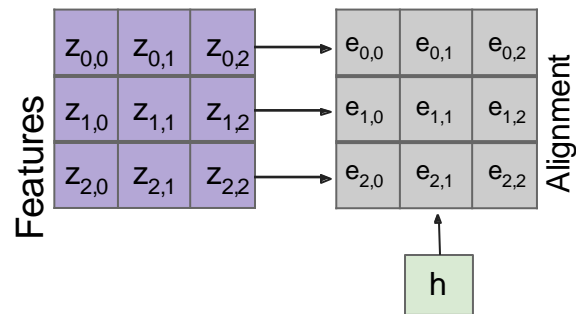 Features
z0,0 z0,1 z0,2 e0,0 e0,1 e0,2
z1,0 z1,1 z1,2 e1,0 e1,1 e1,2
z2,0 z2,1 z2,2 e2,0 e2,1 e2,2
Alignment
h